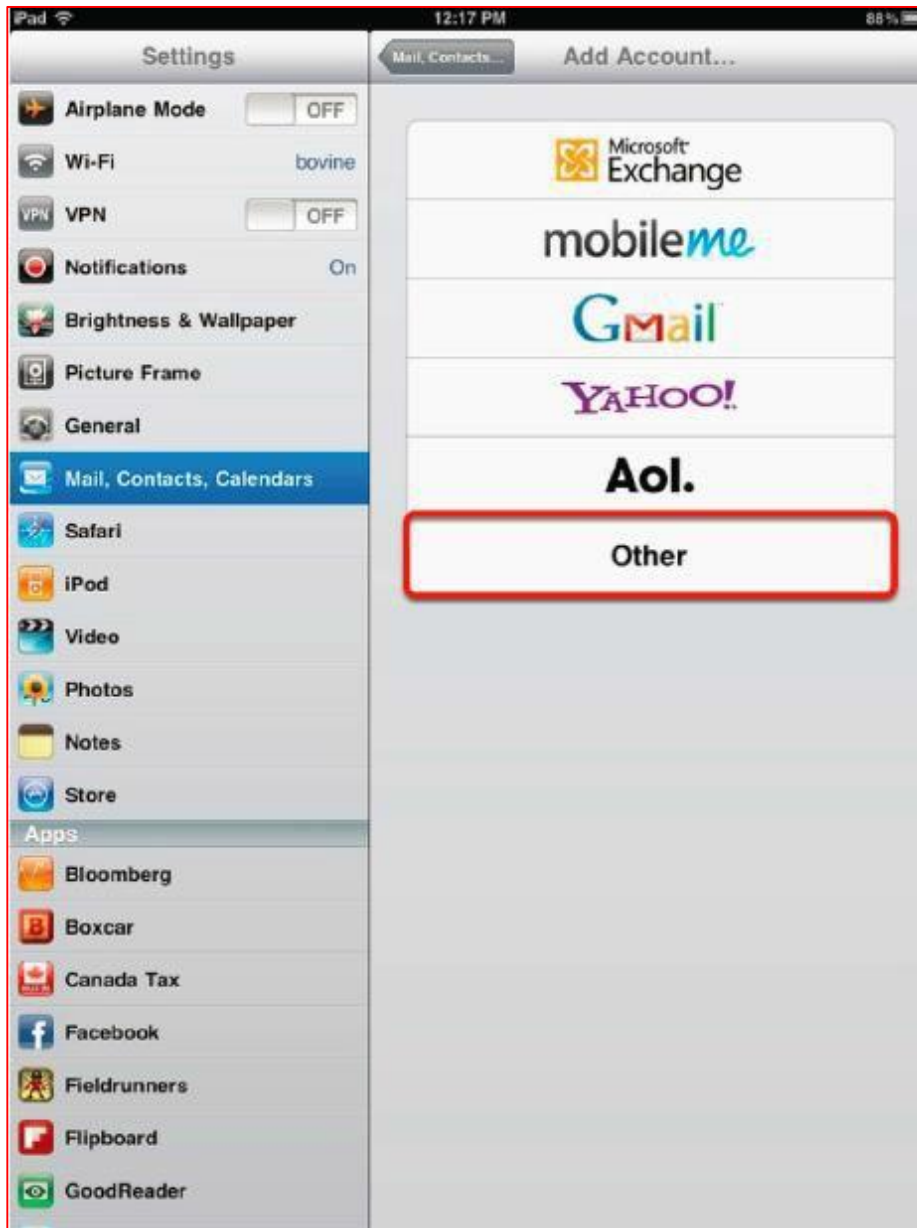 iPad 12:17 PM 88%
Settings
Airplane Mode OFF
Wi-Fi bovine
VPN VPN OFF
Notifications On
Brightness & Wallpaper
Picture Frame
General
Mail, Contacts, Calendars
Safari
iPod
Video
Photos
Notes
Store
Apps
Bloomberg
B Boxcar
Canada Tax
Facebook
Fieldrunners
Flipboard
GoodReader
Mail, Contacts... Add Account...
Microsoft
Exchange
mobileme
Gmail
YAHOO!
Aol.
Other